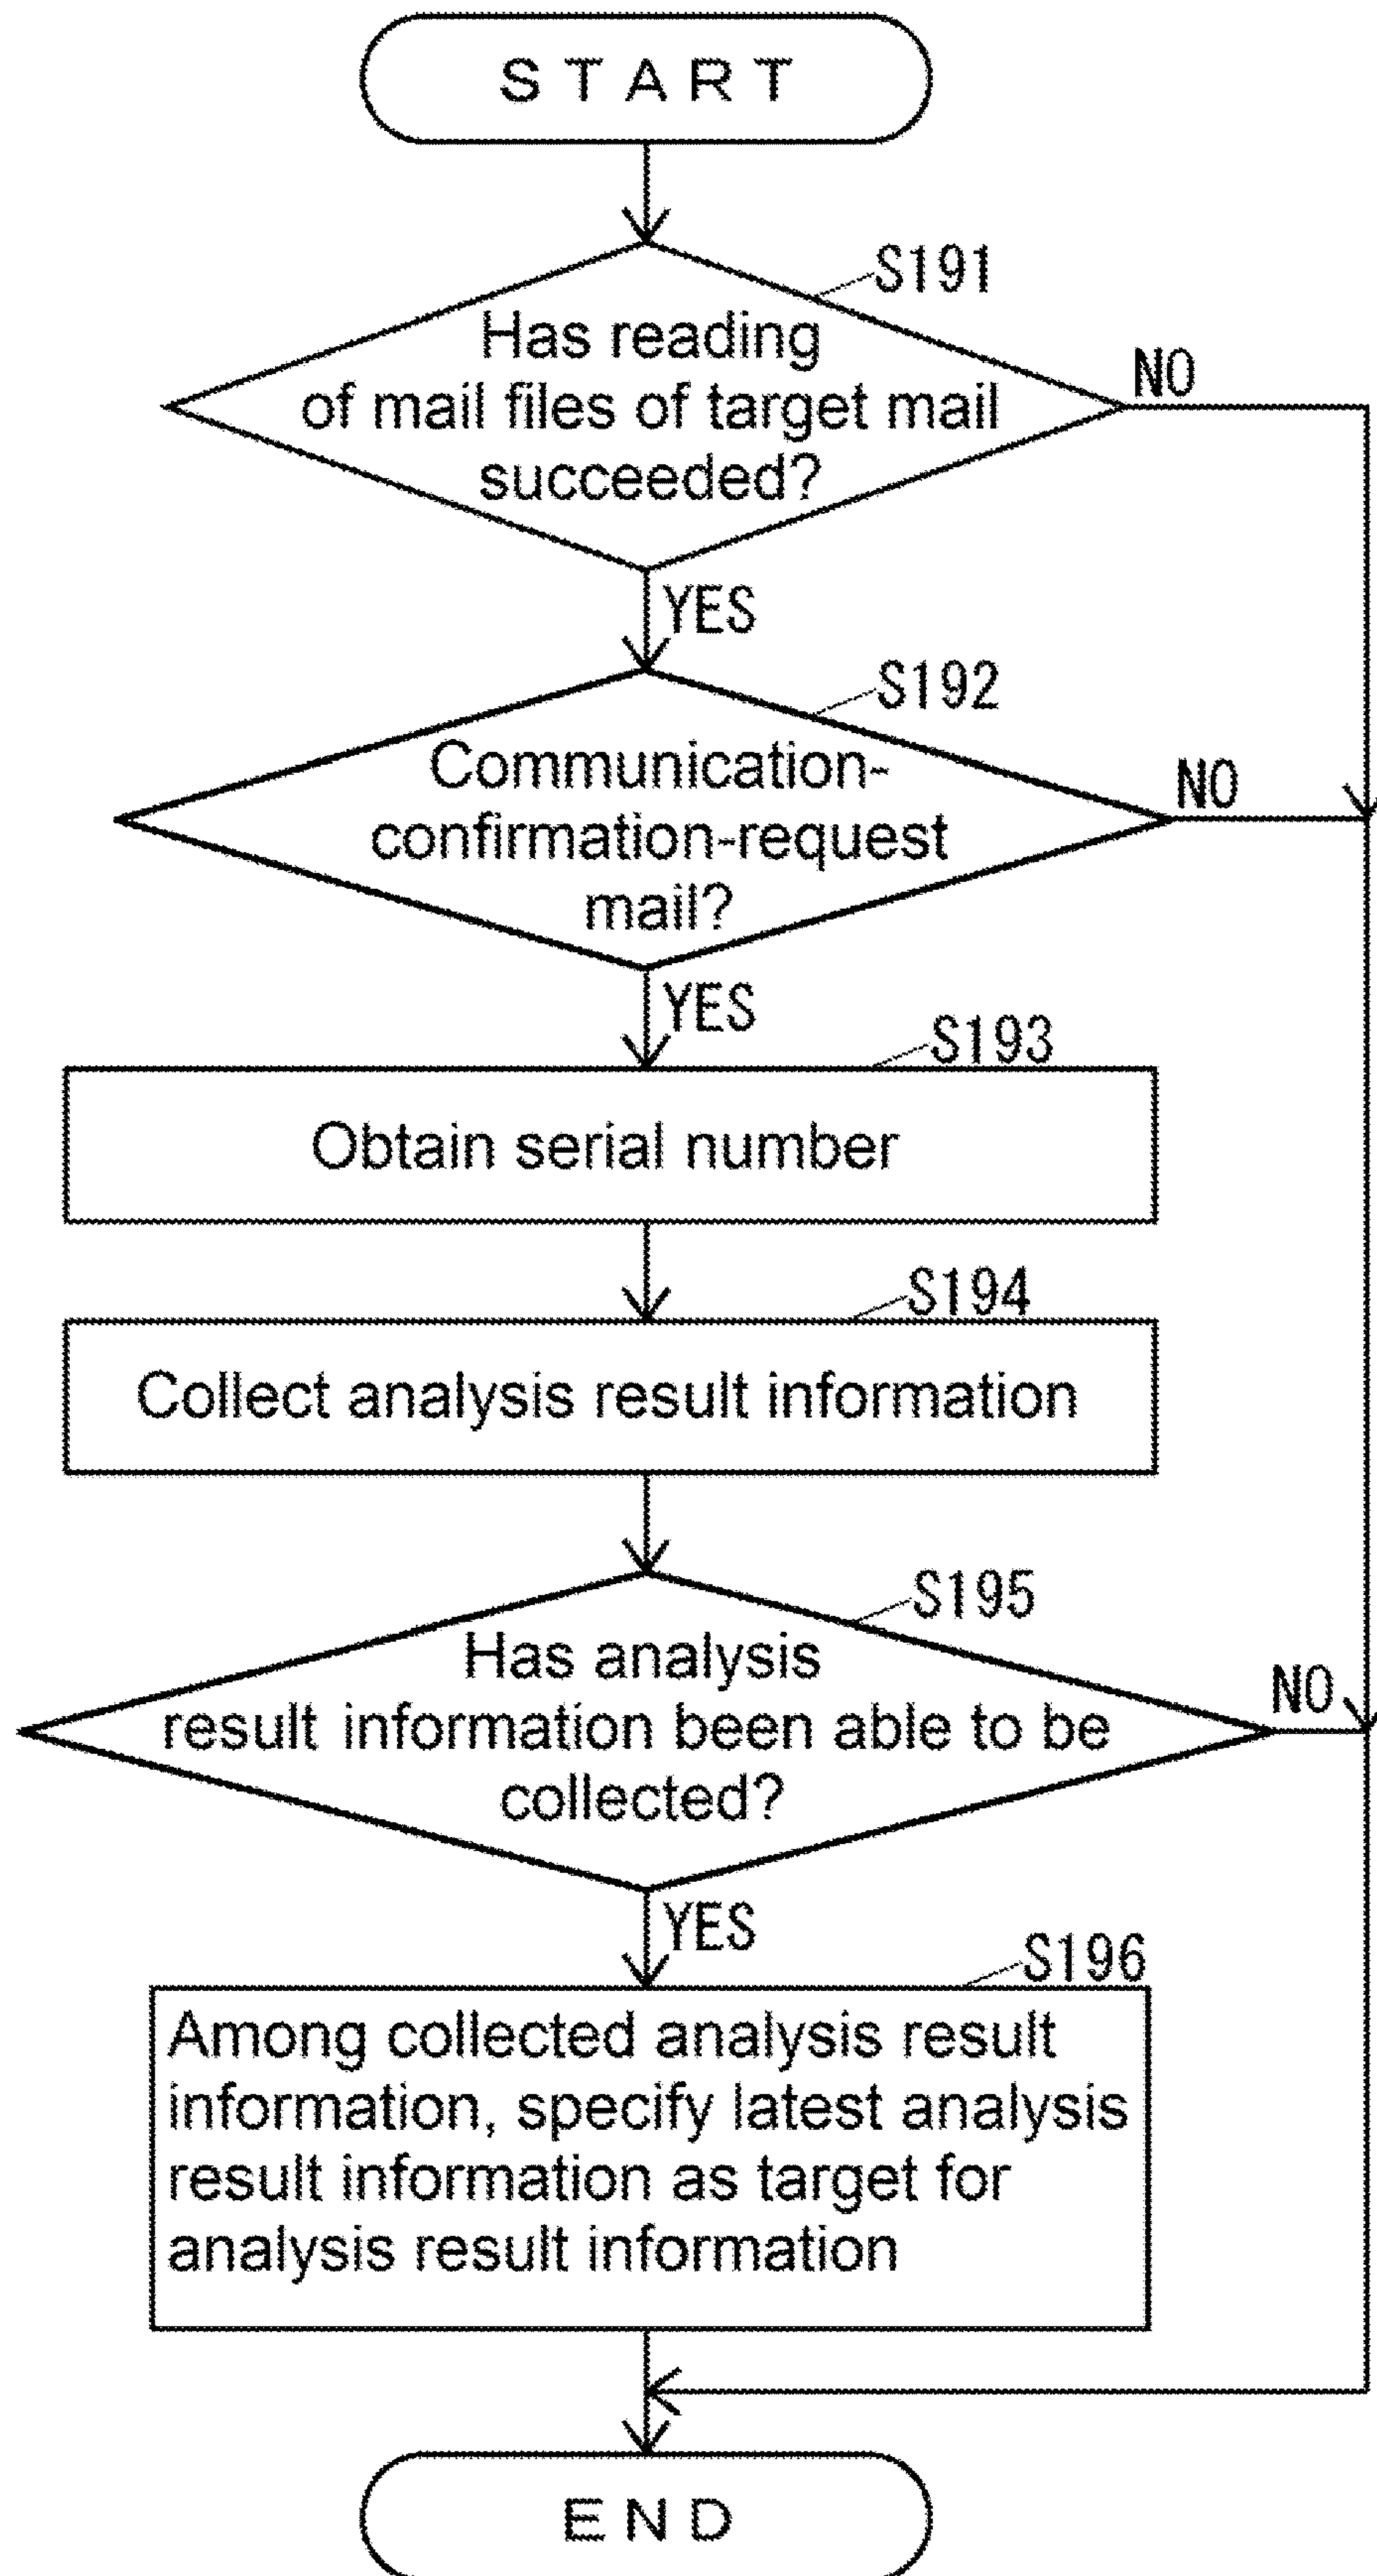 START
S191
Has reading
of mail files of target mail
succeeded?
NO
YES
S192
Communication-
confirmation-request
mail?
NO
YES
S193
Obtain serial number
S194
Collect analysis result information
S195
Has analysis
result information been able to be
collected?
NO
YES
S196
Among collected analysis result
information, specify latest analysis
result information as target for
analysis result information
END